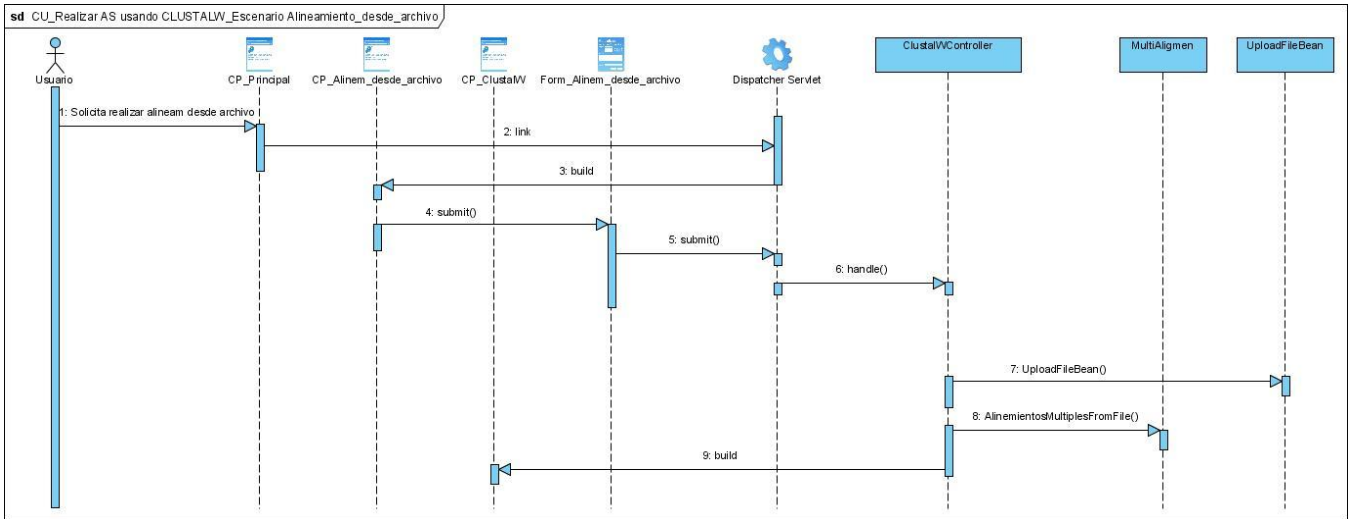 sd CU_Realizar AS usando CLUSTALW_Escenario Alineamiento_desde_archivo
Usuario
CP_Principal
CP_Alinem_desde_archivo
CP_ClustalW
Form_Alinem_desde_archivo
Dispatcher Servlet
ClustalWController
MultiAligmen
UploadFileBean
1: Solicita realizar alineam desde archivo
2: link
3: build
4: submit()
5: submit()
6: handle()
7: UploadFileBean()
8: AlinemientosMultiplesFromFile()
9: build